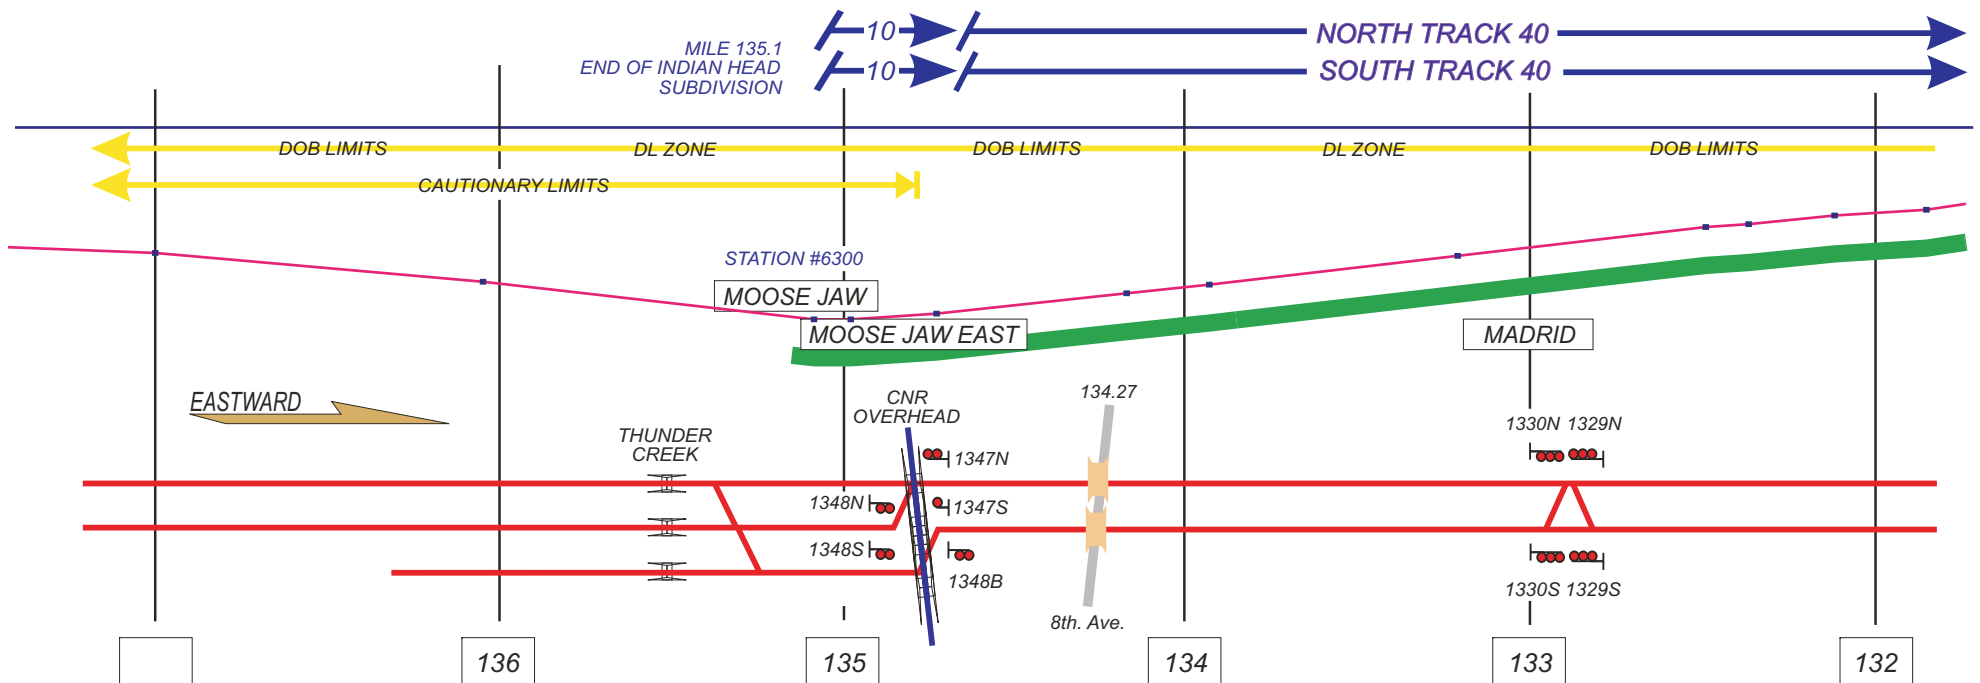 MILE 135.1
END OF INDIAN HEAD
SUBDIVISION
10
NORTH TRACK 40
10
SOUTH TRACK 40
DOB LIMITS
DL ZONE
DOB LIMITS
DL ZONE
DOB LIMITS
CAUTIONARY LIMITS
STATION #6300
MOOSE JAW
MOOSE JAW EAST
MADRID
EASTWARD
THUNDER
CREEK
CNR
OVERHEAD
134.27
1347N
1348N
1347S
1348S
1348B
8th. Ave.
1330N 1329N
1330S 1329S
136
135
134
133
132